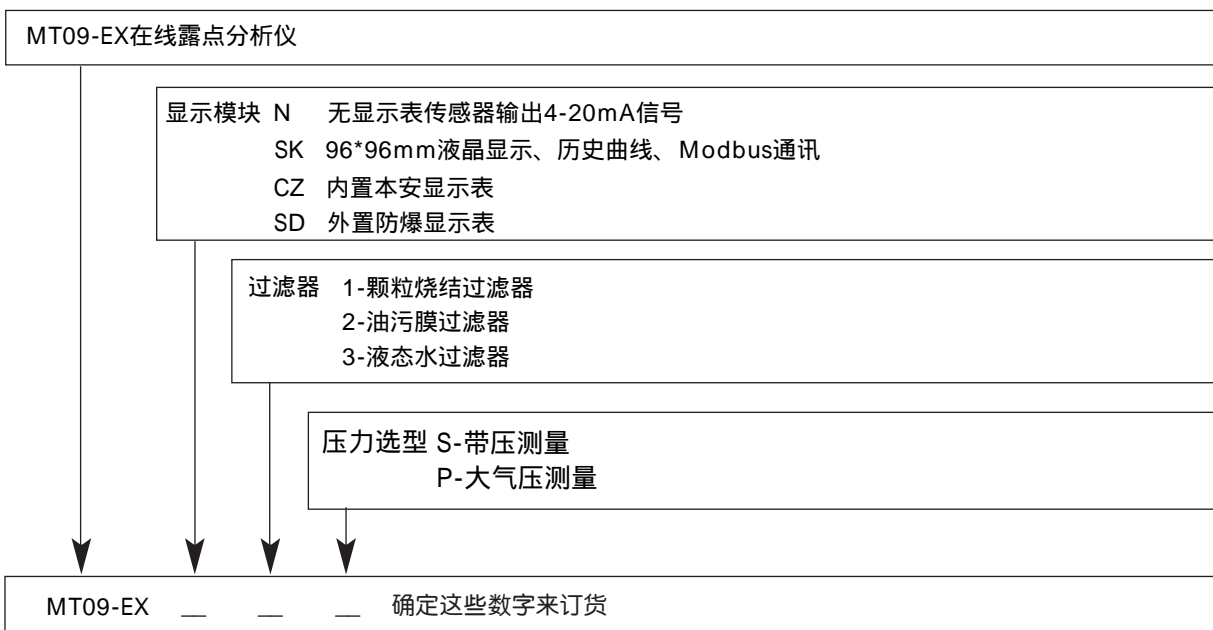 MT09-EX在线露点分析仪
显示模块 N 无显示表传感器输出4-20mA信号
SK 96*96mm液晶显示、历史曲线、Modbus通讯
CZ 内置本安显示表
SD 外置防爆显示表
过滤器 1-颗粒烧结过滤器
2-油污膜过滤器
3-液态水过滤器
压力选型 S-带压测量
P-大气压测量
MT09-EX __ __ __ 确定这些数字来订货